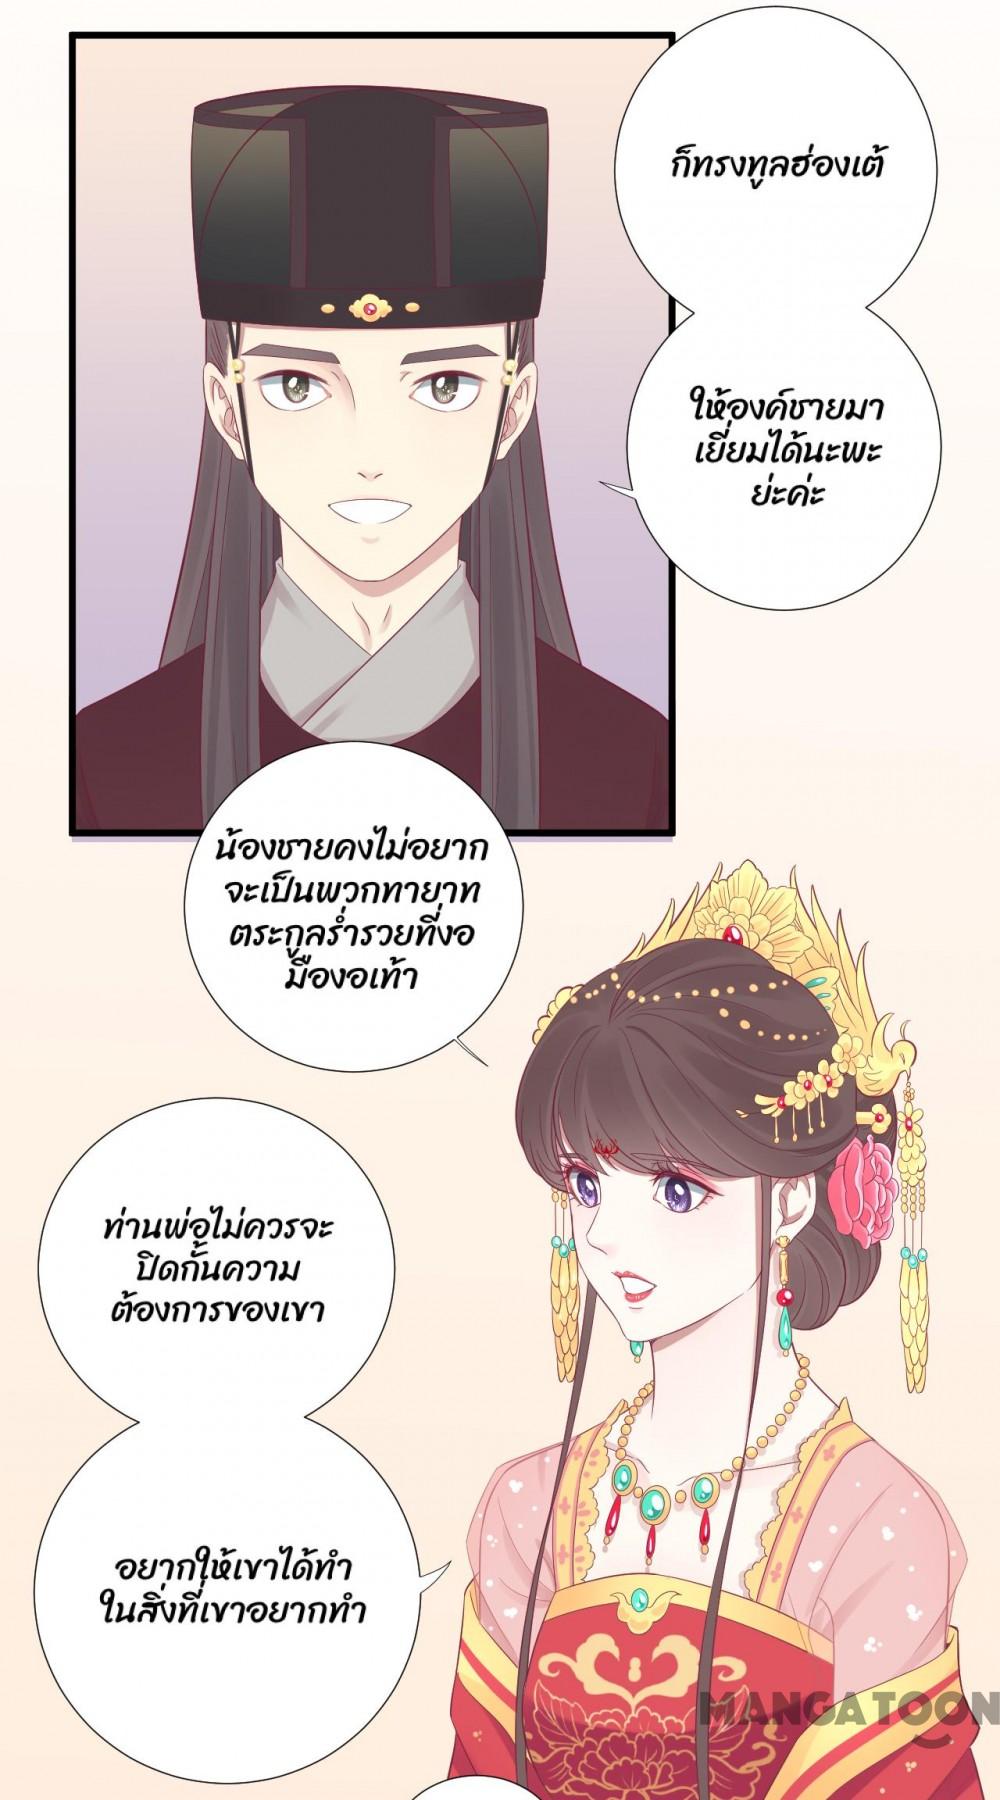 ก็ทรงทูลฮ่องเต้
ให้องค์ชายมา
เยี่ยมได้นะพะ
ย่ะค่ะ
น้องชายคงไม่อยาก
จะเป็นพวกทายาท
ตระกูลร่ำรวยที่งอ
มืองอเท้า
ท่านพ่อไม่ควรจะ
ปิดกั้นความ
ต้องการของเขา
อยากให้เขาได้ทำ
ในสิ่งที่เขาอยากทำ
MANGATOON